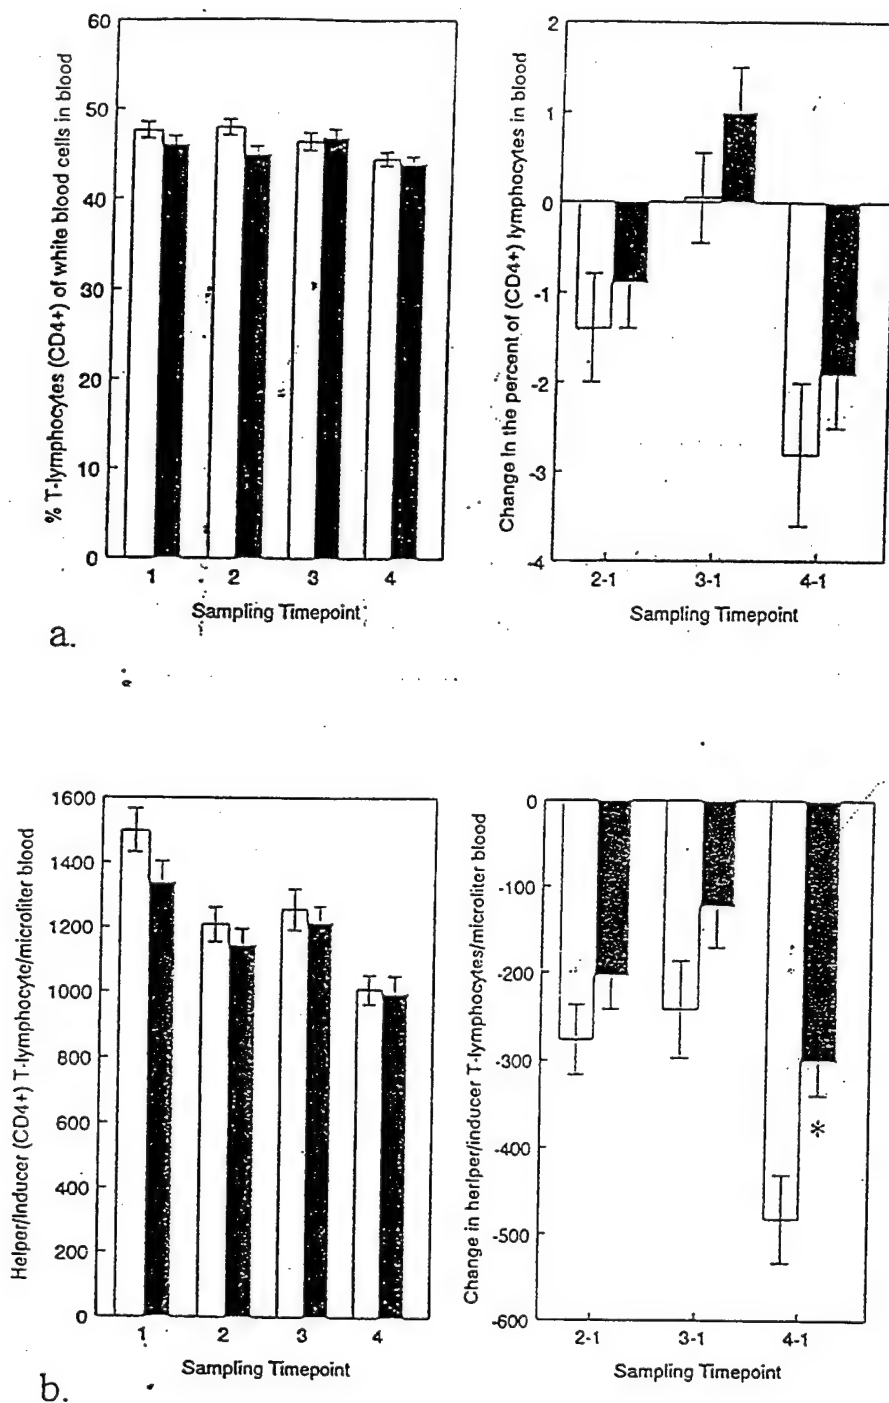 % T-lymphocytes (CD4+) of white blood cells in blood
60
50
40
30
20
10
0
1 2 3 4
Sampling Timepoint
Change in the percent of (CD4+) lymphocytes in blood
2
1
0
-1
-2
-3
-4
2-1 3-1 4-1
Sampling Timepoint
a.
Helper/Inducer (CD4+) T-lymphocyte/microliter blood
1600
1400
1200
1000
800
600
400
200
0
1 2 3 4
Sampling Timepoint
Change in herlper/inducer T-lymphocytes/microliter blood
0
-100
-200
-300
-400
-500
-600
*
2-1 3-1 4-1
Sampling Timepoint
b.